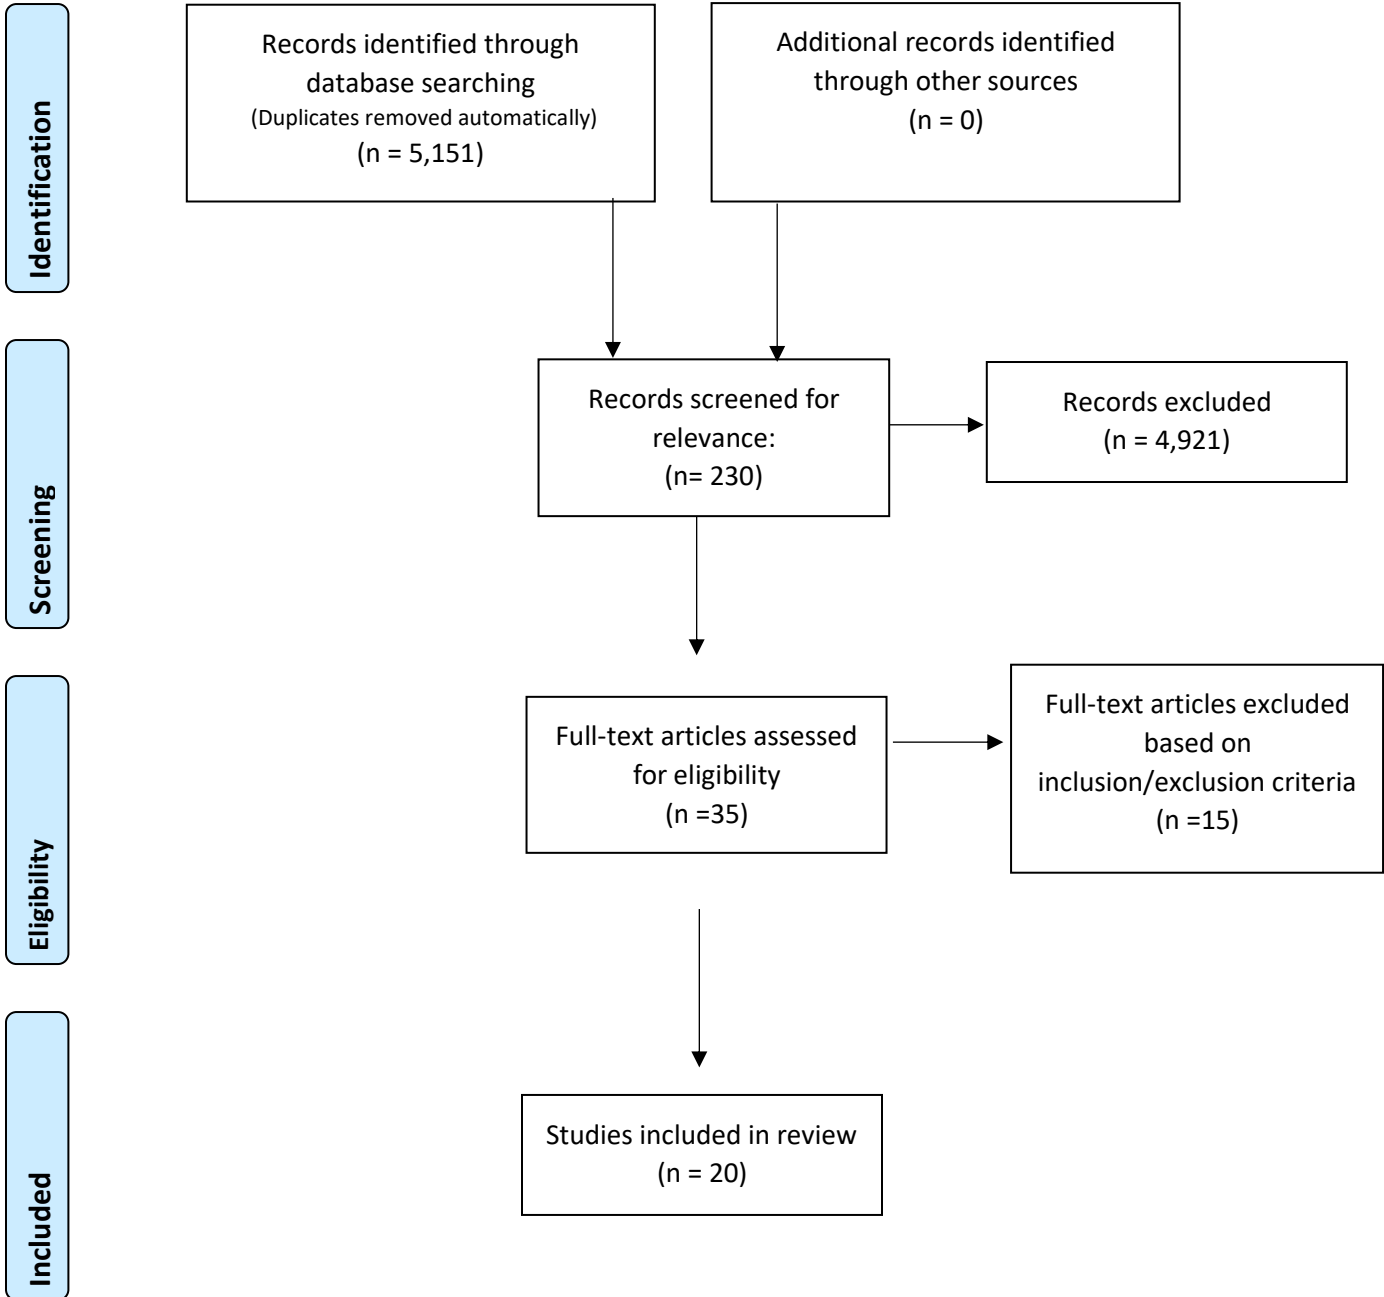 Identification
Records identified through
database searching
(Duplicates removed automatically)
(n = 5,151)
Additional records identified
through other sources
(n = 0)
Screening
Records screened for
relevance:
(n= 230)
Records excluded
(n = 4,921)
Eligibility
Full-text articles assessed
for eligibility
(n =35)
Full-text articles excluded
based on
inclusion/exclusion criteria
(n =15)
Included
Studies included in review
(n = 20)